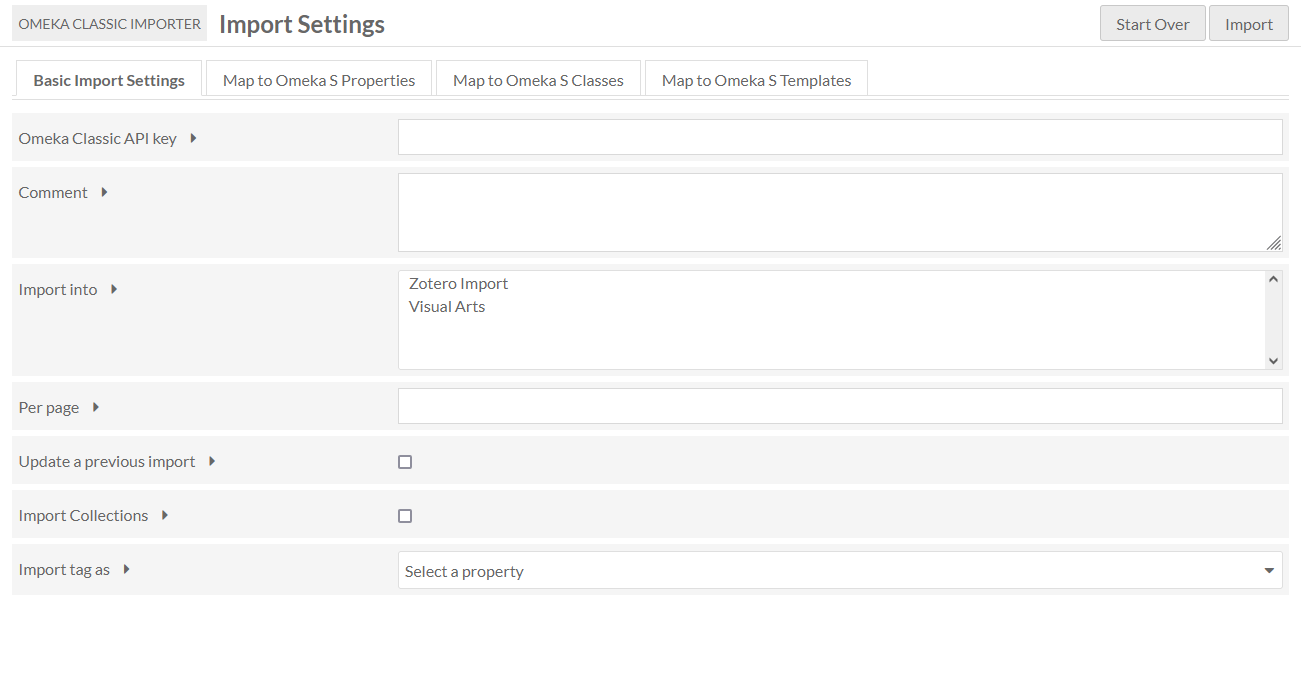 OMEKA CLASSIC IMPORTER Import Settings Start Over Import
Basic Import Settings Map to Omeka S Properties Map to Omeka S Classes Map to Omeka S Templates
Omeka Classic API key
Comment
Import into
Zotero Import
Visual Arts
Per page
Update a previous import
Import Collections
Import tag as Select a property